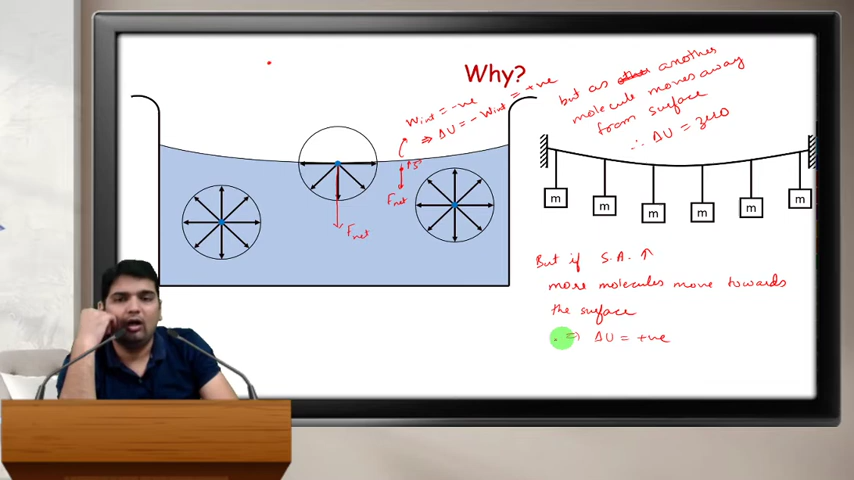 Why?
Wint = -ve
⇒ ΔU = - Wint = +ve
but as another
molecule moves away
from surface
∴ ΔU = zero
Fnet
Fnet
m m m m m m
But if S.A. ↑
more molecules move towards
the surface
⇒ ΔU = +ve